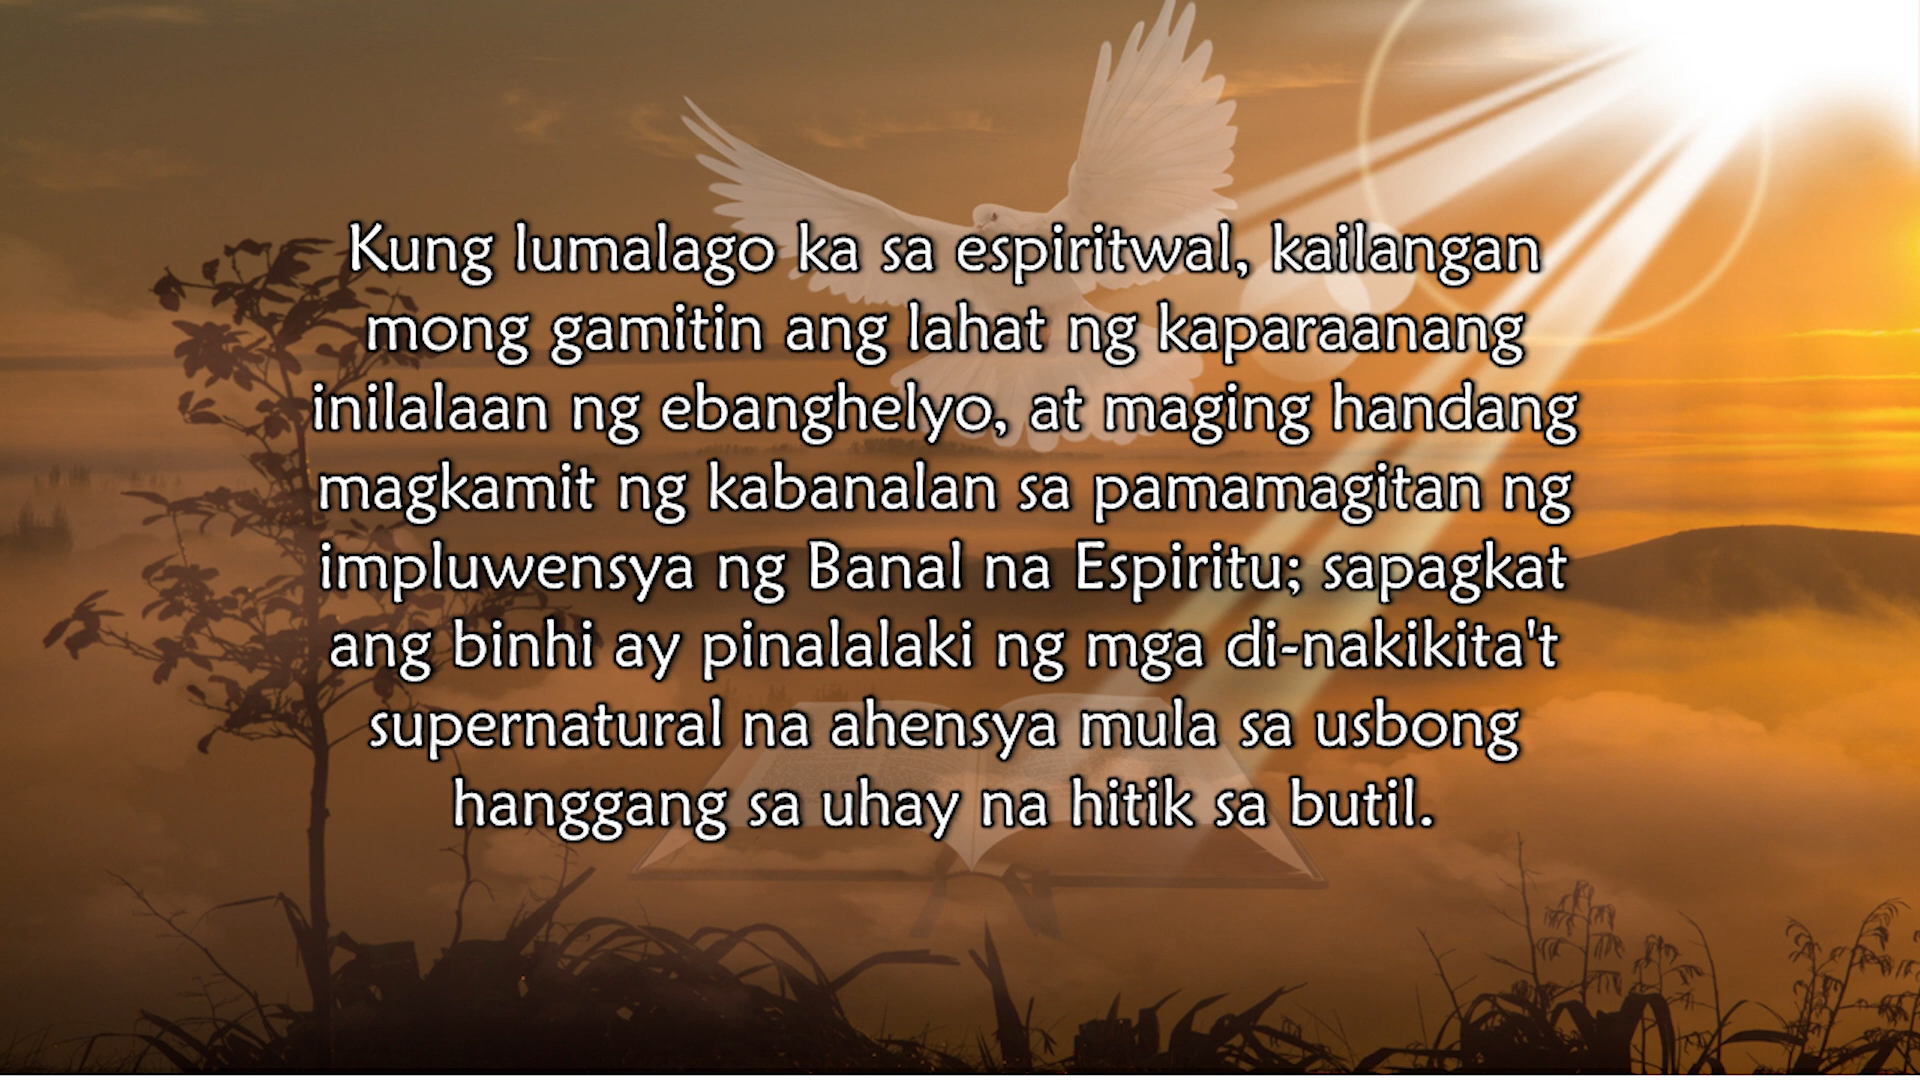 Kung lumalago ka sa espiritwal, kailangan
mong gamitin ang lahat ng kaparaanang
inilalaan ng ebanghelyo, at maging handang
magkamit ng kabanalan sa pamamagitan ng
impluwensya ng Banal na Espiritu; sapagkat
ang binhi ay pinalalaki ng mga di-nakikita't
supernatural na ahensya mula sa usbong
hanggang sa uhay na hitik sa butil.